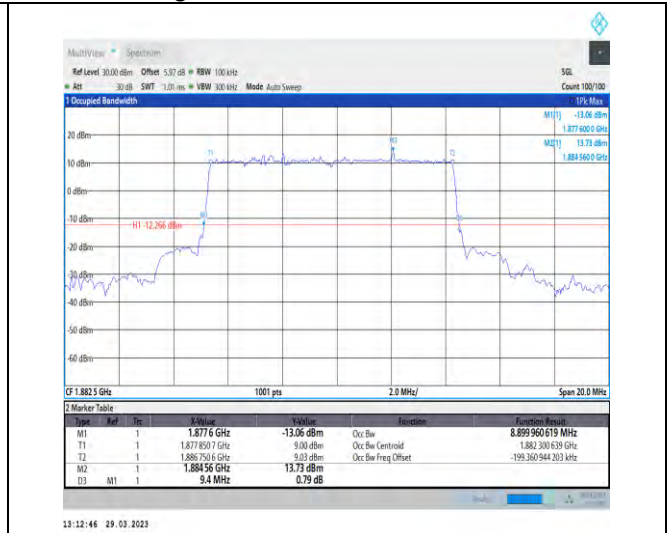 MultiView Spectrum
Ref Level 30.00 dBm Offset 5.97 dB RBW 100 kHz SGL
Att 30 dB SWT 1.01 ms VBW 300 kHz Mode Auto Sweep Count 100/100
1 Occupied Bandwidth 1Pk Max
M1[1] -13.06 dBm
1.877 600 0 GHz
20 dBm
M2[1] 13.73 dBm
1.884 560 0 GHz
T1 M2 T2
10 dBm
0 dBm
-10 dBm
H1 -12.266 dBm
-20 dBm
-30 dBm
-40 dBm
-50 dBm
-60 dBm
CF 1.882 5 GHz 1001 pts 2.0 MHz/ Span 20.0 MHz
2 Marker Table
Type Ref Trc X-Value Y-Value Function Function Result
M1 1 1.877 6 GHz -13.06 dBm Occ Bw 8.899 960 619 MHz
T1 1 1.877 850 7 GHz 9.00 dBm Occ Bw Centroid 1.882 300 639 GHz
T2 1 1.886 750 6 GHz 9.03 dBm Occ Bw Freq Offset -199.360 944 203 kHz
M2 1 1.884 56 GHz 13.73 dBm
D3 M1 1 9.4 MHz 0.79 dB
13:12:46 29.03.2023